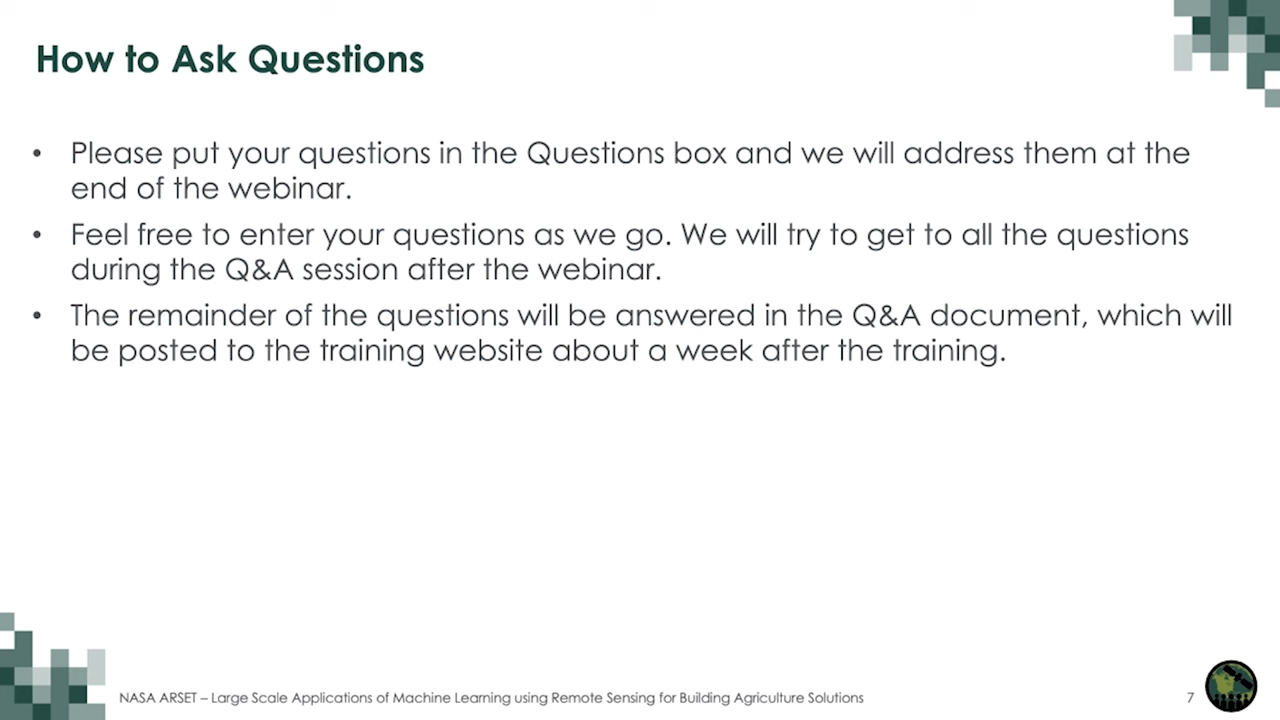 How to Ask Questions
• Please put your questions in the Questions box and we will address them at the
end of the webinar.
• Feel free to enter your questions as we go. We will try to get to all the questions
during the Q&A session after the webinar.
• The remainder of the questions will be answered in the Q&A document, which will
be posted to the training website about a week after the training.
NASA ARSET – Large Scale Applications of Machine Learning using Remote Sensing for Building Agriculture Solutions
7